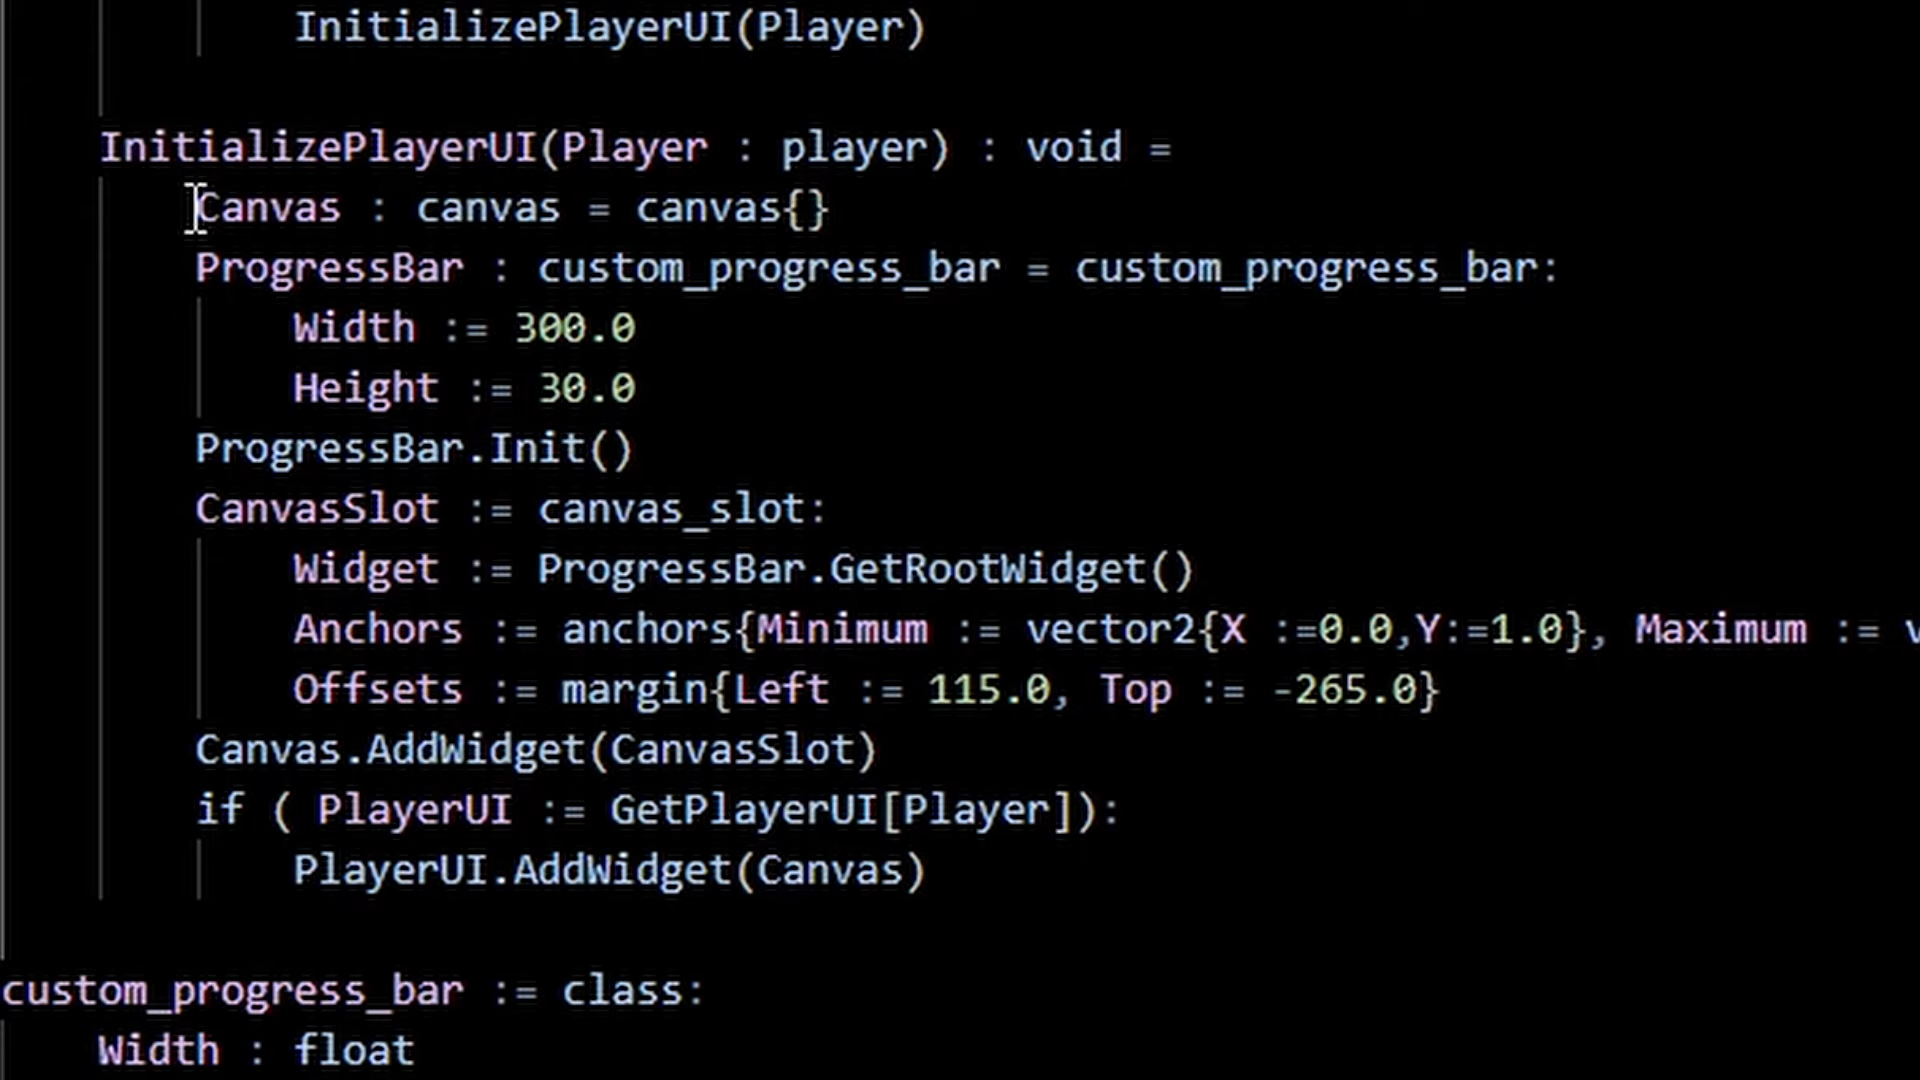 InitializePlayerUI(Player)
InitializePlayerUI(Player : player) : void =
Canvas : canvas = canvas{}
ProgressBar : custom_progress_bar = custom_progress_bar:
Width := 300.0
Height := 30.0
ProgressBar.Init()
CanvasSlot := canvas_slot:
Widget := ProgressBar.GetRootWidget()
Anchors := anchors{Minimum := vector2{X :=0.0,Y:=1.0}, Maximum := v
Offsets := margin{Left := 115.0, Top := -265.0}
Canvas.AddWidget(CanvasSlot)
if ( PlayerUI := GetPlayerUI[Player]):
PlayerUI.AddWidget(Canvas)
custom_progress_bar := class:
Width : float